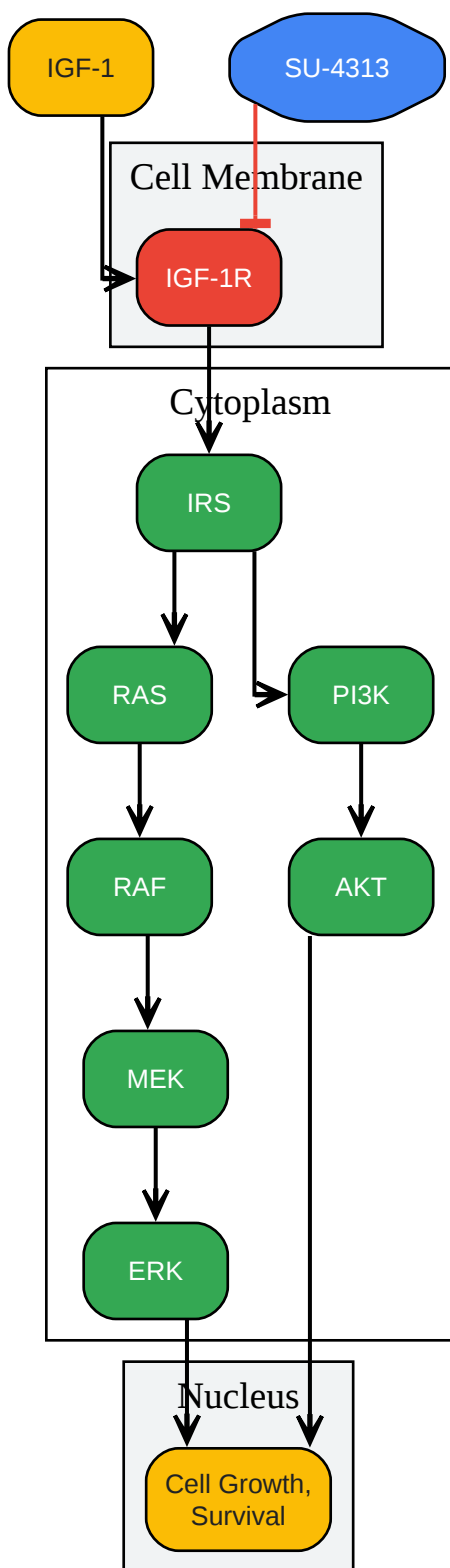 IGF-1
SU-4313
Cell Membrane
IGF-1R
Cytoplasm
IRS
RAS
PI3K
RAF
AKT
MEK
ERK
Nucleus
Cell Growth,
Survival